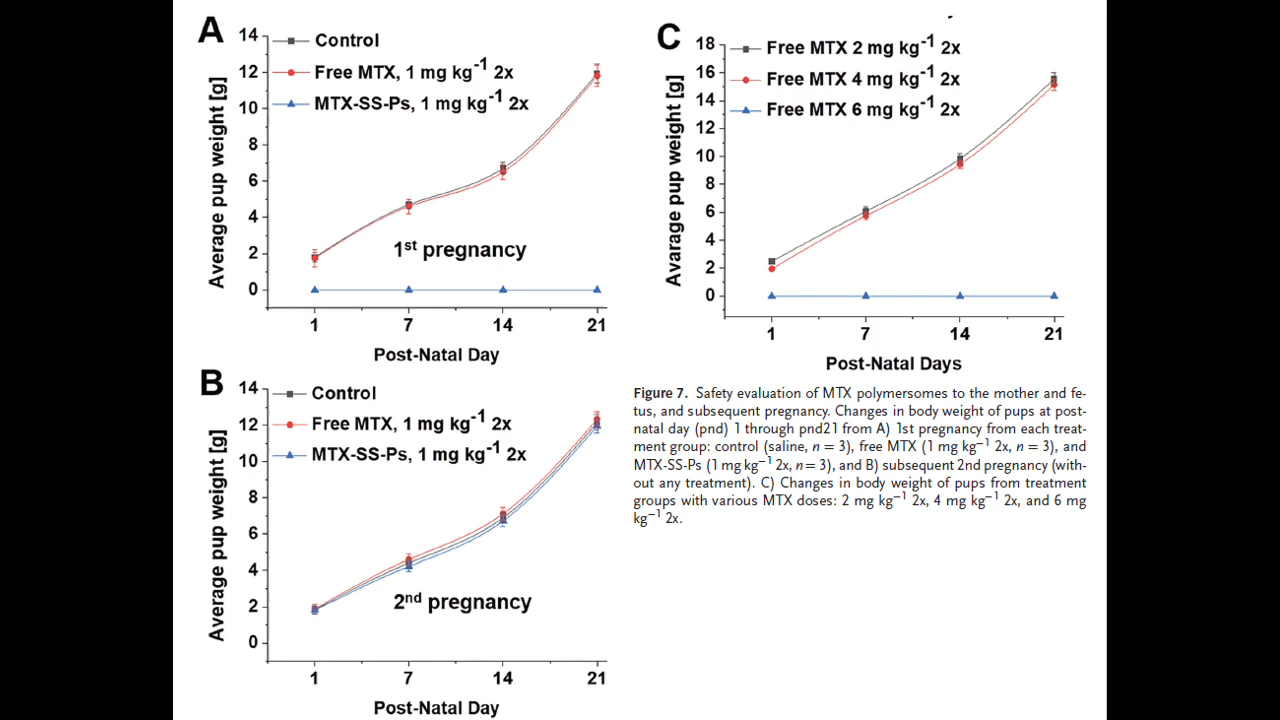 A
Control
Free MTX, 1 mg kg⁻¹ 2x
MTX-SS-Ps, 1 mg kg⁻¹ 2x
Average pup weight [g]
14
12
10
8
6
4
2
0
1st pregnancy
1 7 14 21
Post-Natal Day
B
Control
Free MTX, 1 mg kg⁻¹ 2x
MTX-SS-Ps, 1 mg kg⁻¹ 2x
Average pup weight [g]
14
12
10
8
6
4
2
0
2nd pregnancy
1 7 14 21
Post-Natal Day
C
Free MTX 2 mg kg⁻¹ 2x
Free MTX 4 mg kg⁻¹ 2x
Free MTX 6 mg kg⁻¹ 2x
Avarage pup weight [g]
18
16
14
12
10
8
6
4
2
0
1 7 14 21
Post-Natal Days
Figure 7. Safety evaluation of MTX polymersomes to the mother and fe-
tus, and subsequent pregnancy. Changes in body weight of pups at post-
natal day (pnd) 1 through pnd21 from A) 1st pregnancy from each treat-
ment group: control (saline, n = 3), free MTX (1 mg kg⁻¹ 2x, n = 3), and
MTX-SS-Ps (1 mg kg⁻¹ 2x, n = 3), and B) subsequent 2nd pregnancy (with-
out any treatment). C) Changes in body weight of pups from treatment
groups with various MTX doses: 2 mg kg⁻¹ 2x, 4 mg kg⁻¹ 2x, and 6 mg
kg⁻¹ 2x.